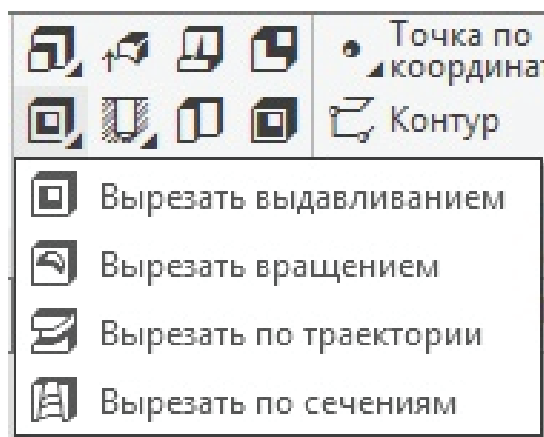 Точка по
координат
Контур
Вырезать выдавливанием
Вырезать вращением
Вырезать по траектории
Вырезать по сечениям